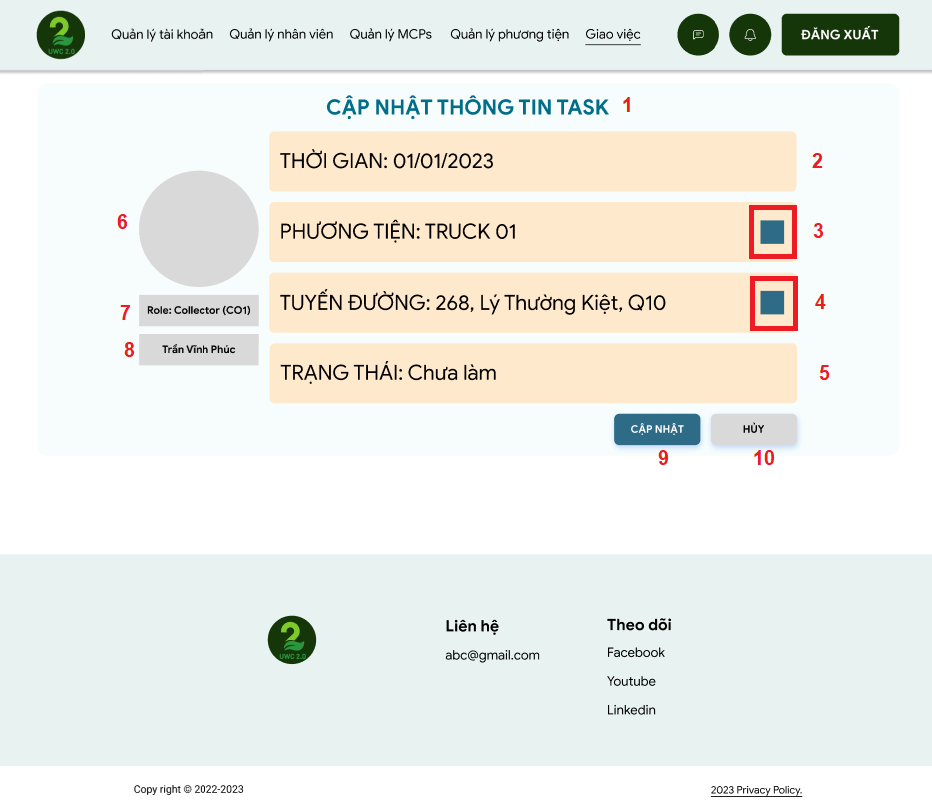 2
UWC 2.0
Quản lý tài khoản Quản lý nhân viên Quản lý MCPs Quản lý phương tiện Giao việc ĐĂNG XUẤT
CẬP NHẬT THÔNG TIN TASK 1
THỜI GIAN: 01/01/2023 2
6
PHƯƠNG TIỆN: TRUCK 01 3
TUYẾN ĐƯỜNG: 268, Lý Thường Kiệt, Q10 4
7 Role: Collector (CO1)
8 Trần Vĩnh Phúc
TRẠNG THÁI: Chưa làm 5
CẬP NHẬT HỦY
9 10
2
UWC 2.0
Liên hệ
abc@gmail.com
Theo dõi
Facebook
Youtube
Linkedin
Copy right © 2022-2023 2023 Privacy Policy.